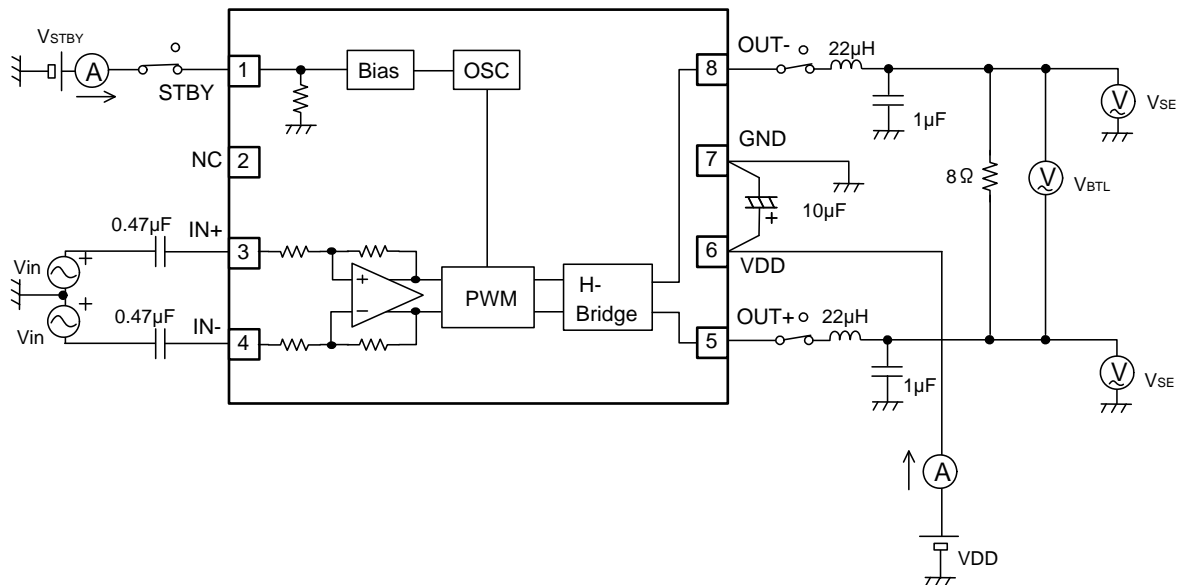 VSTBY
A
STBY
1
Bias
OSC
8
OUT-
22µH
1µF
V
VSE
NC
2
7
GND
10µF
+
8Ω
V
VBTL
0.47µF
IN+
3
Vin
+
+
Vin
0.47µF
IN-
4
+
−
PWM
H-
Bridge
6
VDD
5
OUT+
22µH
1µF
V
VSE
A
VDD